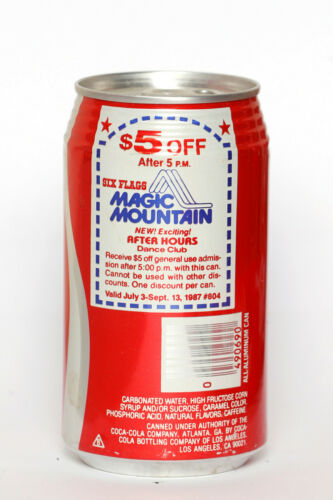 $5 OFF
After 5 P.M.
SIX FLAGS
MAGIC
MOUNTAIN
NEW! Exciting!
AFTER HOURS
Dance Club
Receive $5 off general use admis-
sion after 5:00 p.m. with this can.
Cannot be used with other dis-
counts. One discount per can.
Valid July 3-Sept. 13, 1987 #804
0 490490
ALL ALUMINUM CAN
CARBONATED WATER, HIGH FRUCTOSE CORN
SYRUP AND/OR SUCROSE, CARAMEL COLOR,
PHOSPHORIC ACID, NATURAL FLAVORS, CAFFEINE.
CANNED UNDER AUTHORITY OF THE
COCA-COLA COMPANY, ATLANTA, GA. BY COCA-
COLA BOTTLING COMPANY OF LOS ANGELES,
LOS ANGELES, CA 90021.